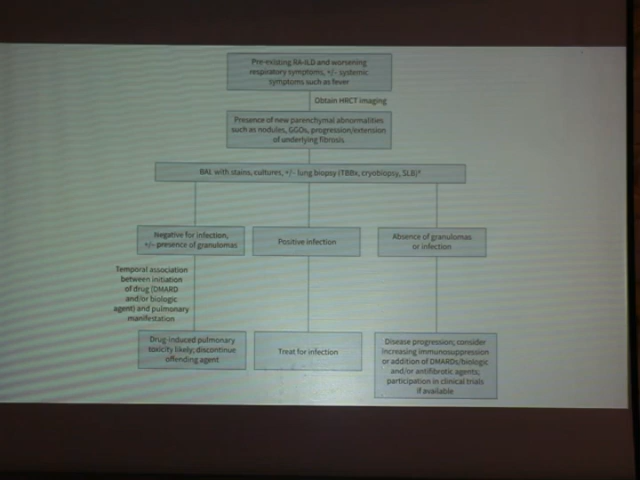 Pre-existing RA-ILD and worsening
respiratory symptoms, +/- systemic
symptoms such as fever
Obtain HRCT imaging
Presence of new parenchymal abnormalities
such as nodules, GGOs, progression/extension
of underlying fibrosis
BAL with stains, cultures, +/- lung biopsy (TBBx, cryobiopsy, SLB)
Negative for infection,
+/- presence of granulomas
Positive infection
Absence of granulomas
or infection
Temporal association
between initiation
of drug (DMARD
and/or biologic
agent) and pulmonary
manifestation
Drug-induced pulmonary
toxicity likely; discontinue
offending agent
Treat for infection
Disease progression; consider
increasing immunosuppression
or addition of DMARDs/biologic
and/or antifibrotic agents;
participation in clinical trials
if available